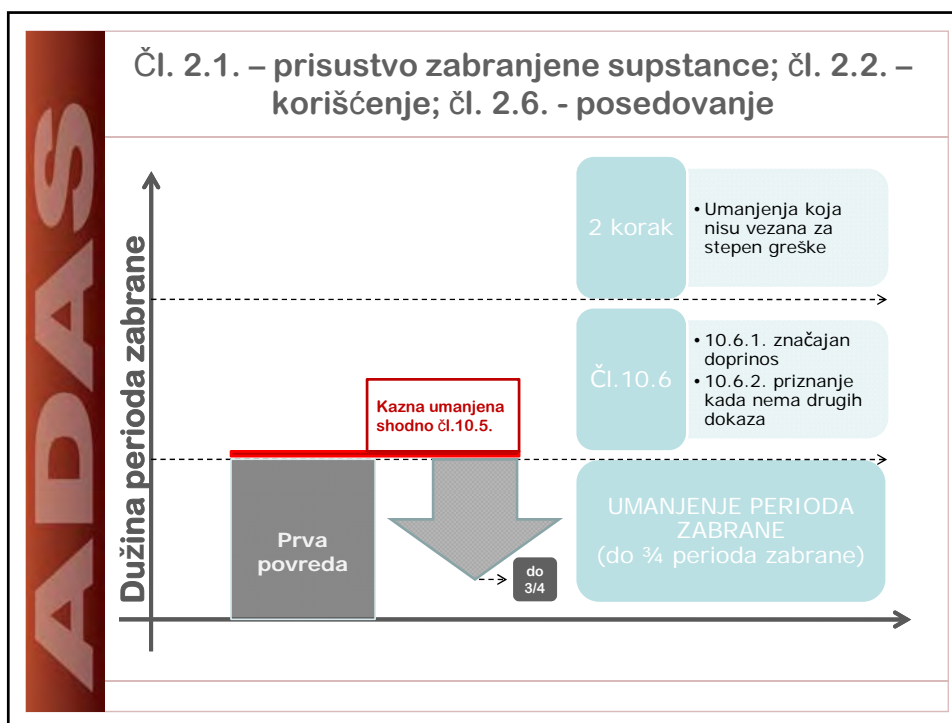 Čl. 2.1. – prisustvo zabranjene supstance; čl. 2.2. –
korišćenje; čl. 2.6. - posedovanje
ADAS
Dužina perioda zabrane
2 korak
• Umanjenja koja
nisu vezana za
stepen greške
Čl.10.6
• 10.6.1. značajan
doprinos
• 10.6.2. priznanje
kada nema drugih
dokaza
Kazna umanjena
shodno čl.10.5.
Prva
povreda
do
3/4
UMANJENJE PERIODA
ZABRANE
(do ¾ perioda zabrane)